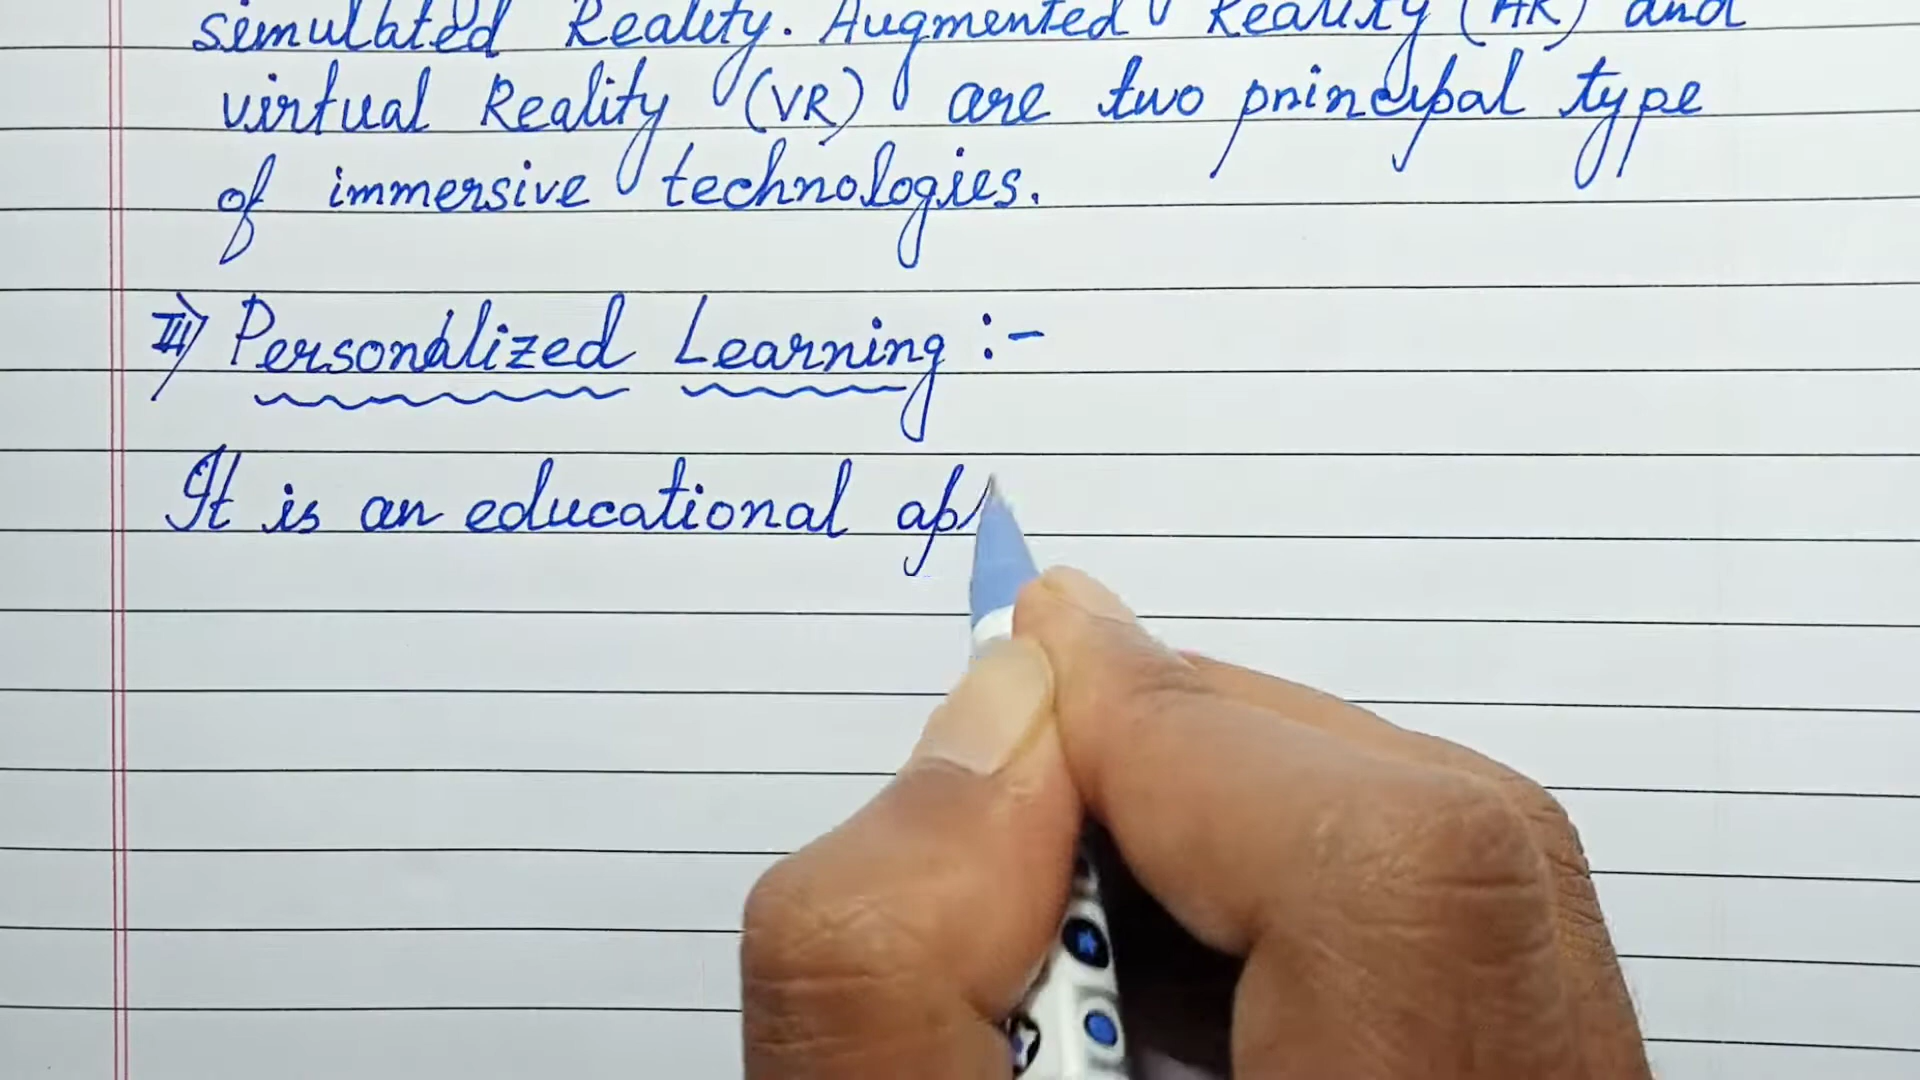 simulated Reality. Augmented Reality (AR) and
virtual Reality (VR) are two principal type
of immersive technologies.
III) Personalized Learning :-
It is an educational ap